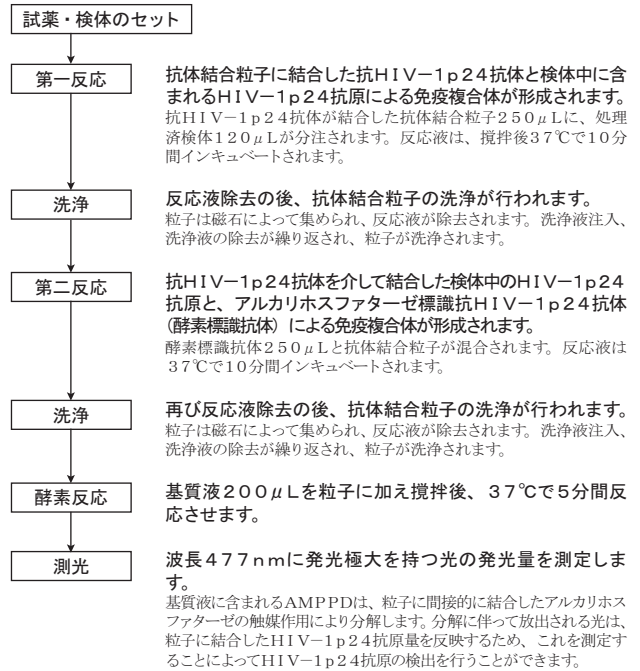 試薬・検体のセット
第一反応
抗体結合粒子に結合した抗HIV−1p24抗体と検体中に含
まれるHIV−1p24抗原による免疫複合体が形成されます。
抗HIV−1p24抗体が結合した抗体結合粒子250μLに、処理
済検体120μLが分注されます。反応液は、撹拌後37℃で10分
間インキュベートされます。
洗浄
反応液除去の後、抗体結合粒子の洗浄が行われます。
粒子は磁石によって集められ、反応液が除去されます。洗浄液注入、
洗浄液の除去が繰り返され、粒子が洗浄されます。
第二反応
抗HIV−1p24抗体を介して結合した検体中のHIV−1p24
抗原と、アルカリホスファターゼ標識抗HIV−1p24抗体
(酵素標識抗体)による免疫複合体が形成されます。
酵素標識抗体250μLと抗体結合粒子が混合されます。反応液は
37℃で10分間インキュベートされます。
洗浄
再び反応液除去の後、抗体結合粒子の洗浄が行われます。
粒子は磁石によって集められ、反応液が除去されます。洗浄液注入、
洗浄液の除去が繰り返され、粒子が洗浄されます。
酵素反応
基質液200μLを粒子に加え撹拌後、37℃で5分間反
応させます。
測光
波長477nmに発光極大を持つ光の発光量を測定しま
す。
基質液に含まれるAMPPDは、粒子に間接的に結合したアルカリホス
ファターゼの触媒作用により分解します。分解に伴って放出される光は、
粒子に結合したHIV−1p24抗原量を反映するため、これを測定す
ることによってHIV−1p24抗原の検出を行うことができます。